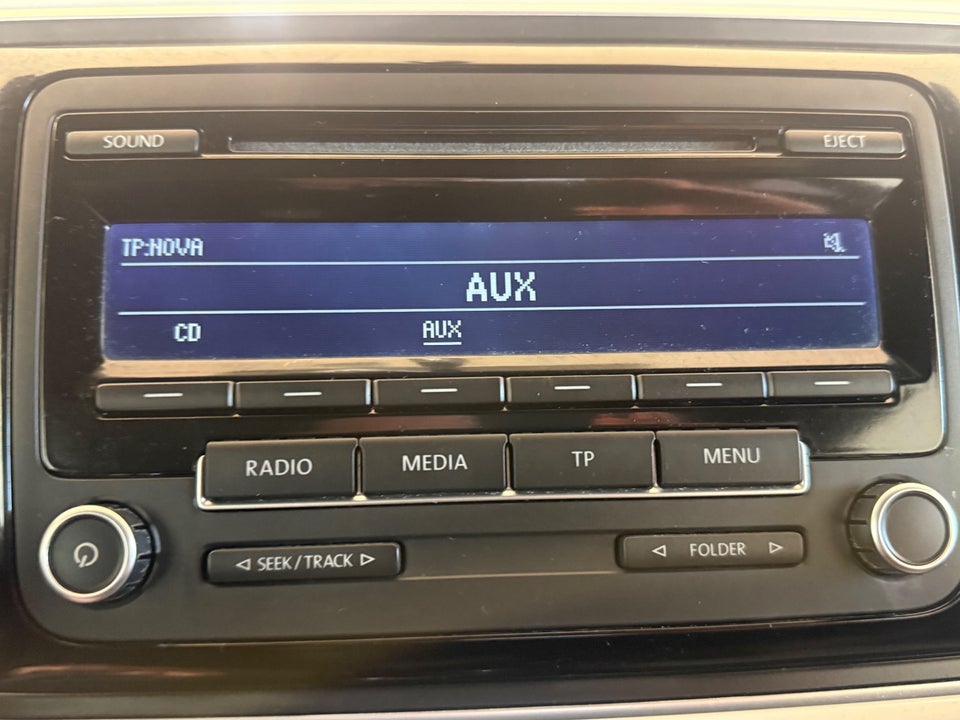 SOUND EJECT
TP:NOVA
AUX
CD AUX
RADIO MEDIA TP MENU
SEEK/TRACK FOLDER